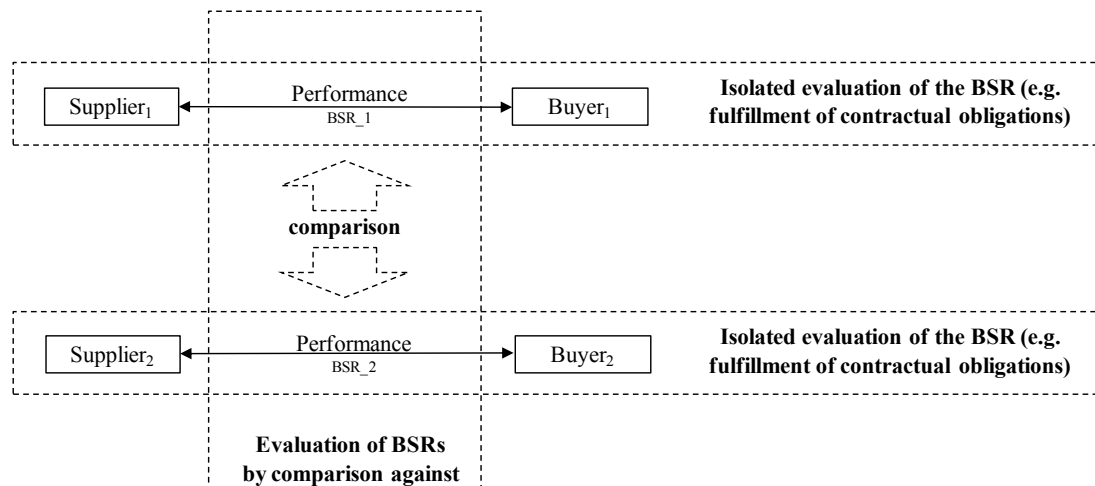 Supplier1
Performance
BSR_1
Buyer1
Isolated evaluation of the BSR (e.g.
fulfillment of contractual obligations)
comparison
Supplier2
Performance
BSR_2
Buyer2
Isolated evaluation of the BSR (e.g.
fulfillment of contractual obligations)
Evaluation of BSRs
by comparison against